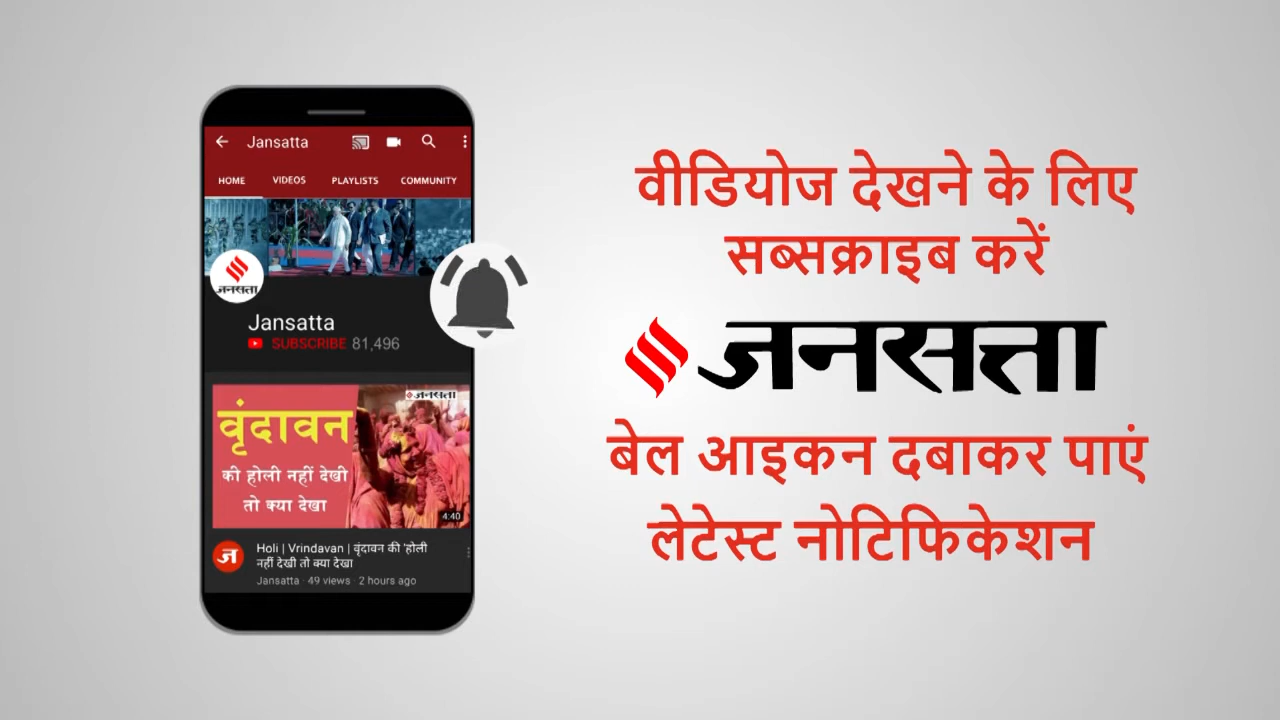 Jansatta
HOME VIDEOS PLAYLISTS COMMUNITY
जनसत्ता
Jansatta
SUBSCRIBE 81,496
जनसत्ता
वृंदावन
की होली नहीं देखी
तो क्या देखा
4:40
ज
Holi | Vrindavan | वृंदावन की 'होली
नहीं देखी तो क्या देखा
Jansatta · 49 views · 2 hours ago
वीडियोज देखने के लिए
सब्सक्राइब करें
जनसत्ता
बेल आइकन दबाकर पाएं
लेटेस्ट नोटिफिकेशन